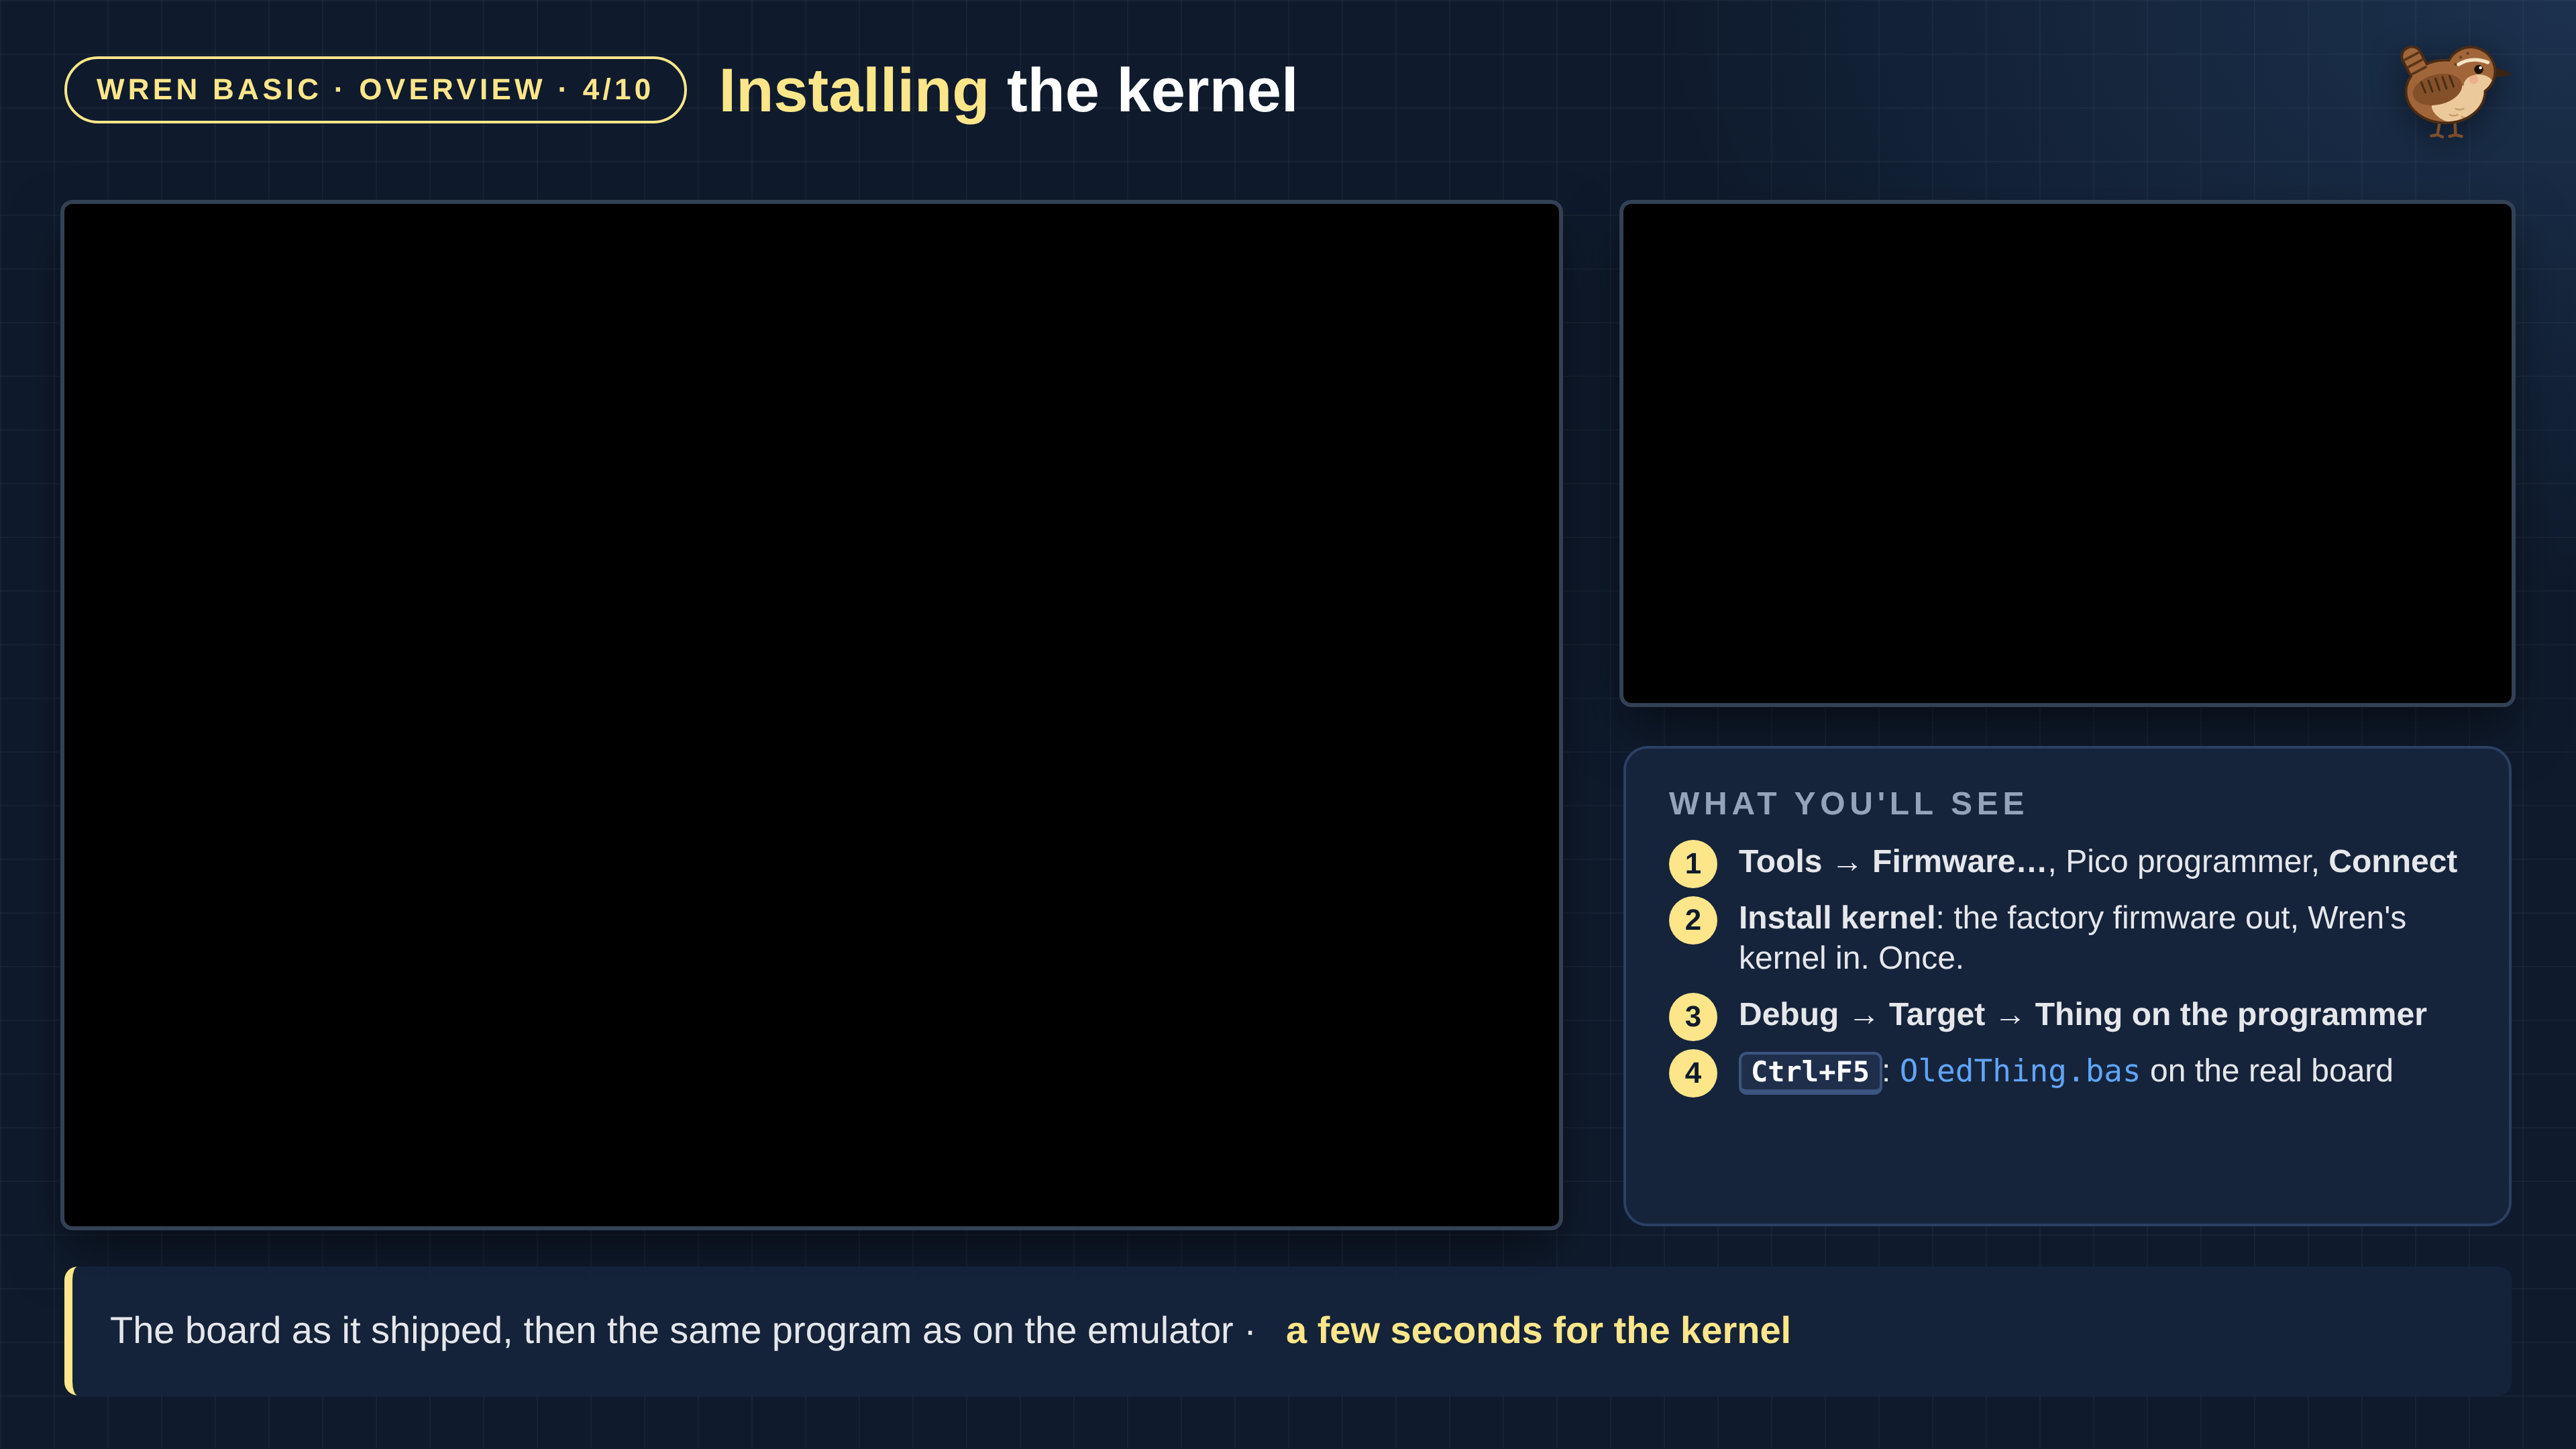 WREN BASIC · OVERVIEW · 4/10
Installing the kernel
WHAT YOU'LL SEE
1 Tools → Firmware…, Pico programmer, Connect
2 Install kernel: the factory firmware out, Wren's
kernel in. Once.
3 Debug → Target → Thing on the programmer
4 Ctrl+F5: OledThing.bas on the real board
The board as it shipped, then the same program as on the emulator · a few seconds for the kernel